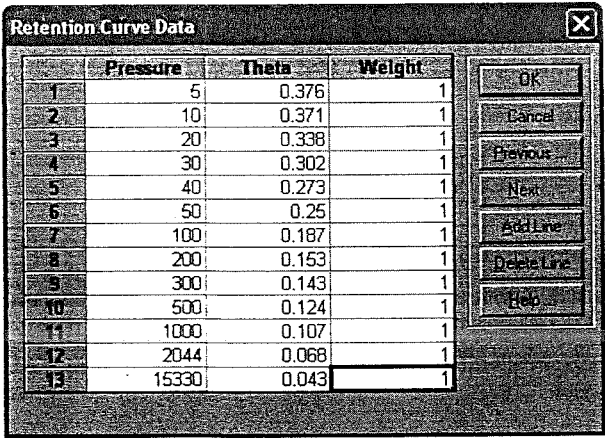 Retention Curve Data
Pressure Theta Weight
1 5 0.376 1
2 10 0.371 1
3 20 0.338 1
4 30 0.302 1
5 40 0.273 1
6 50 0.25 1
7 100 0.187 1
8 200 0.153 1
9 300 0.143 1
10 500 0.124 1
11 1000 0.107 1
12 2044 0.068 1
13 15330 0.043 1
OK
Cancel
Previous...
Next...
Add Line
Delete Line
Help...